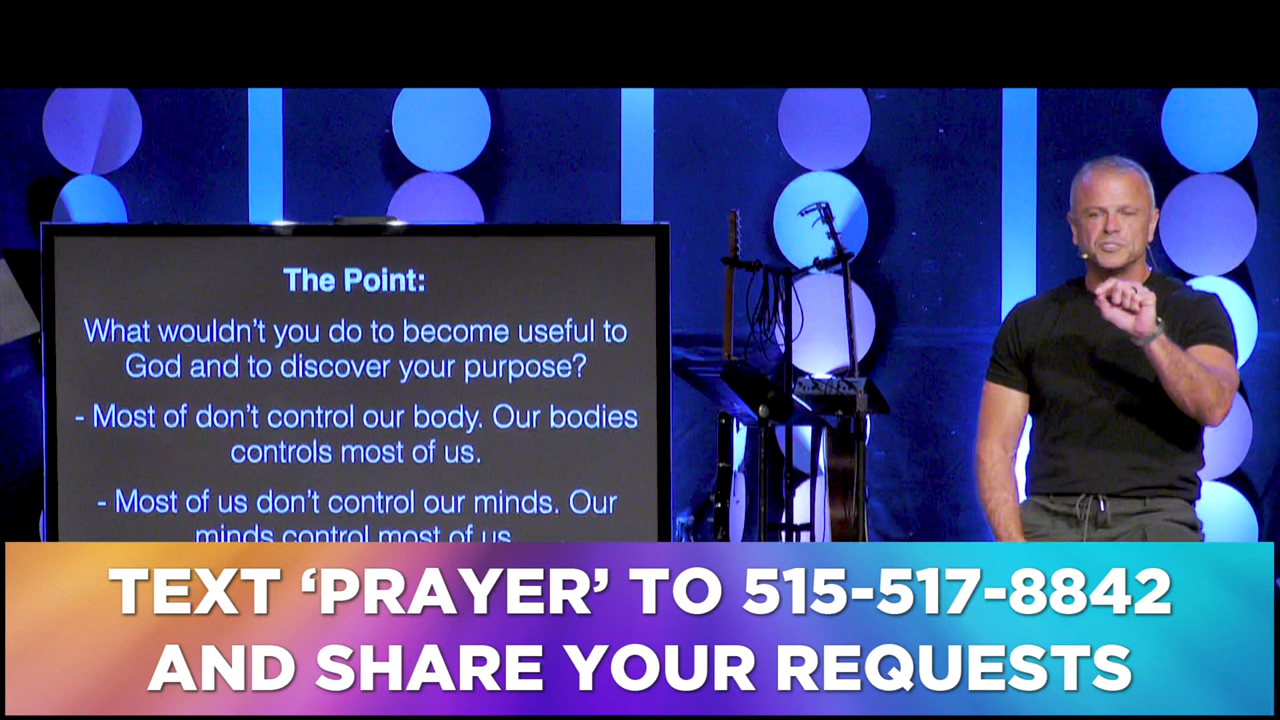 The Point:
What wouldn't you do to become useful to
God and to discover your purpose?
- Most of don't control our body. Our bodies
controls most of us.
- Most of us don't control our minds. Our
minds control most of us.
TEXT ‘PRAYER’ TO 515-517-8842
AND SHARE YOUR REQUESTS